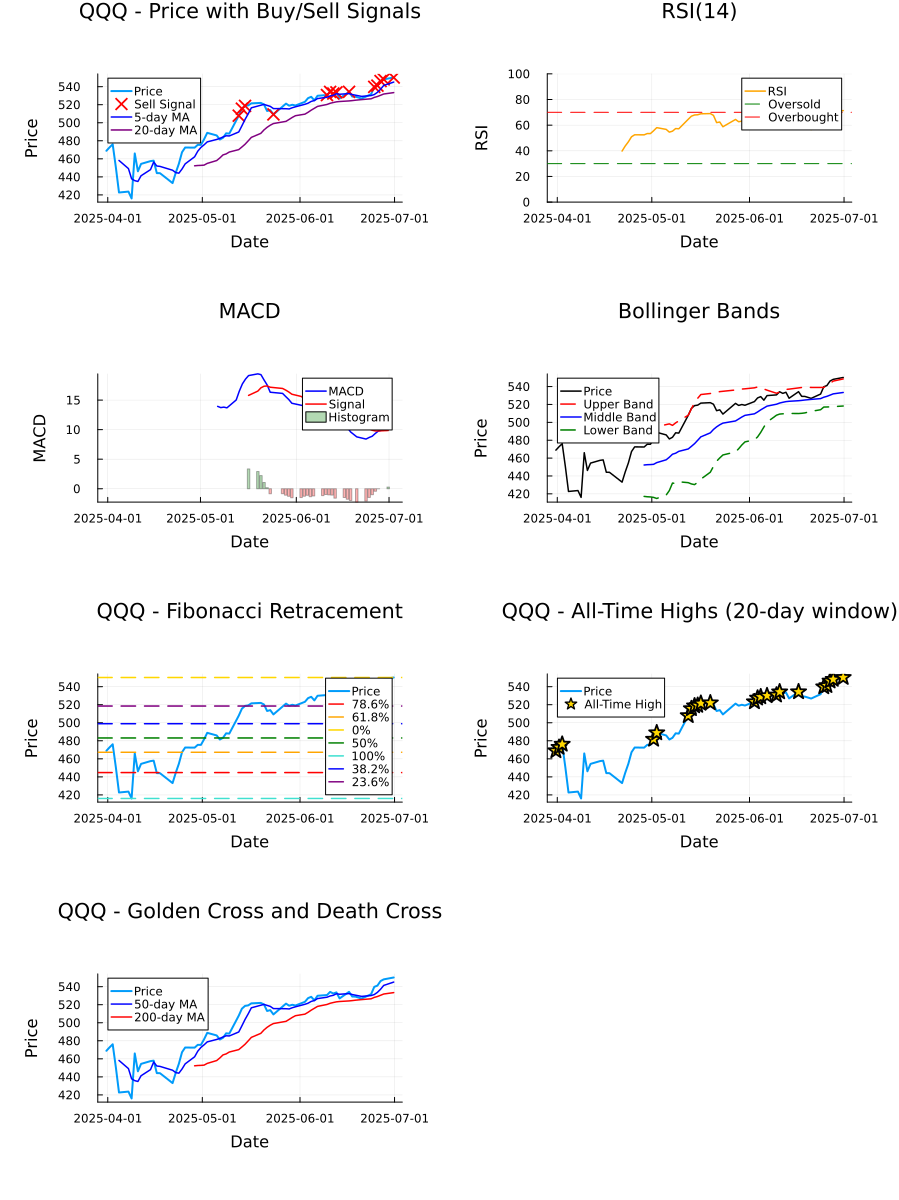 QQQ - Price with Buy/Sell Signals
Price
540
520
500
480
460
440
420
Price
Sell Signal
5-day MA
20-day MA
2025-04-01
2025-05-01
2025-06-01
2025-07-01
Date
RSI(14)
RSI
100
80
60
40
20
0
RSI
Oversold
Overbought
2025-04-01
2025-05-01
2025-06-01
2025-07-01
Date
MACD
MACD
15
10
5
0
MACD
Signal
Histogram
2025-04-01
2025-05-01
2025-06-01
2025-07-01
Date
Bollinger Bands
Price
540
520
500
480
460
440
420
Price
Upper Band
Middle Band
Lower Band
2025-04-01
2025-05-01
2025-06-01
2025-07-01
Date
QQQ - Fibonacci Retracement
Price
540
520
500
480
460
440
420
Price
78.6%
61.8%
0%
50%
100%
38.2%
23.6%
2025-04-01
2025-05-01
2025-06-01
2025-07-01
Date
QQQ - All-Time Highs (20-day window)
Price
540
520
500
480
460
440
420
Price
All-Time High
2025-04-01
2025-05-01
2025-06-01
2025-07-01
Date
QQQ - Golden Cross and Death Cross
Price
540
520
500
480
460
440
420
Price
50-day MA
200-day MA
2025-04-01
2025-05-01
2025-06-01
2025-07-01
Date